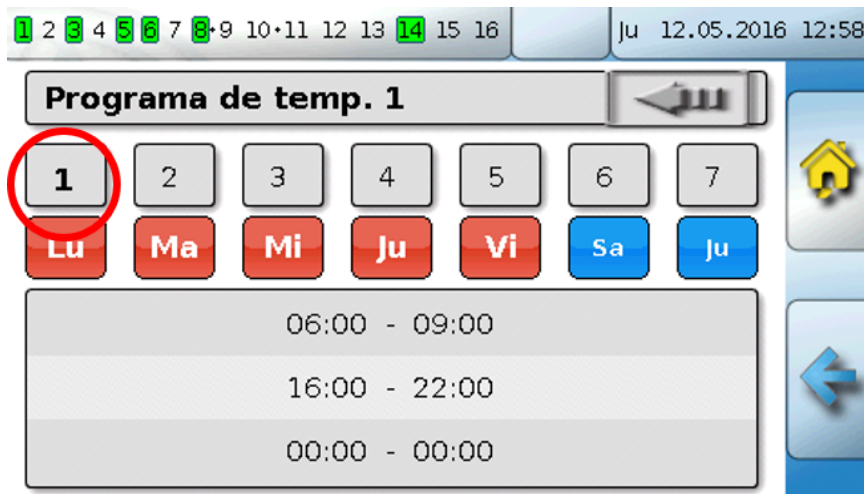 1 2 3 4 5 6 7 8•9 10•11 12 13 14 15 16 Ju 12.05.2016 12:58
Programa de temp. 1
1 2 3 4 5 6 7
Lu Ma Mi Ju Vi Sa Ju
06:00 - 09:00
16:00 - 22:00
00:00 - 00:00